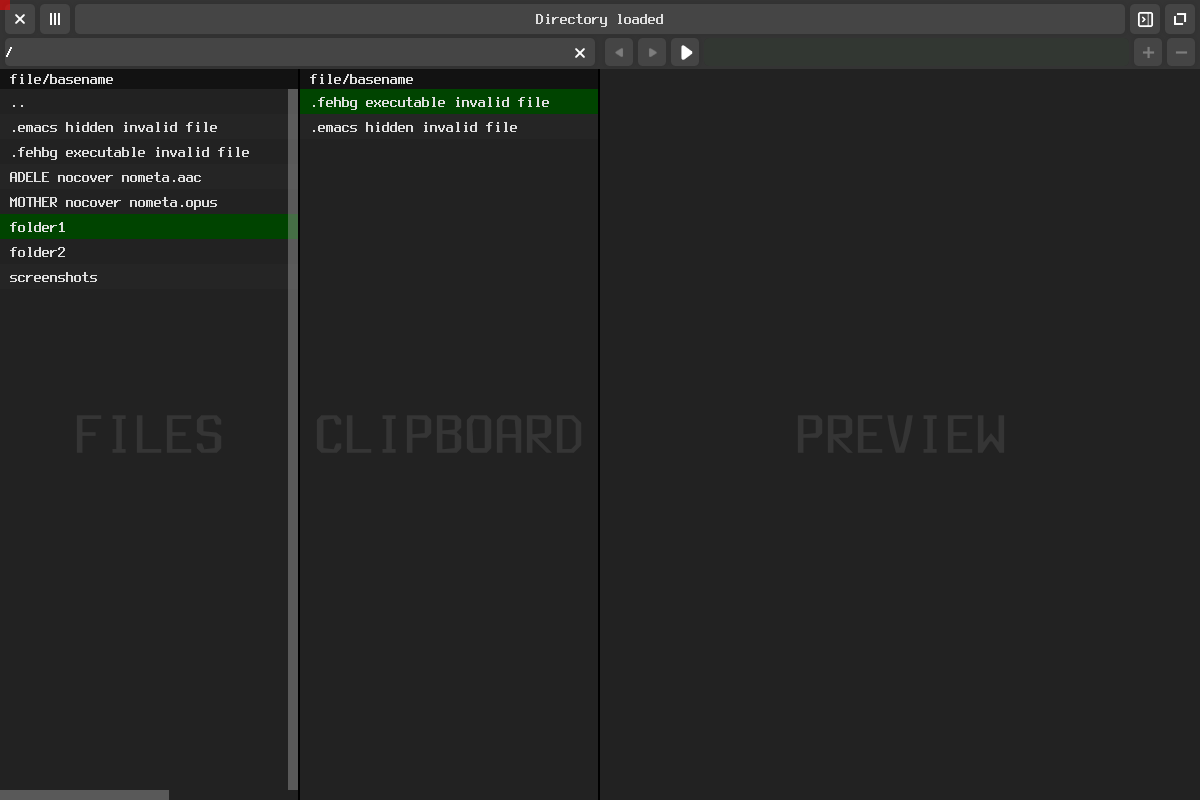 Directory loaded
/
file/basename
..
.emacs hidden invalid file
.fehbg executable invalid file
ADELE nocover nometa.aac
MOTHER nocover nometa.opus
folder1
folder2
screenshots
FILES
file/basename
.fehbg executable invalid file
.emacs hidden invalid file
CLIPBOARD
PREVIEW